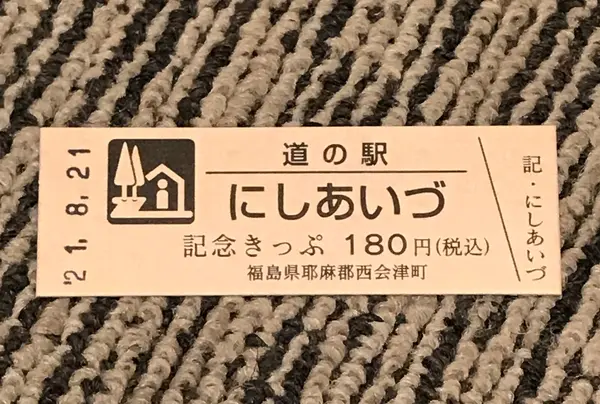 '21.8.21
道の駅
にしあいづ
記念きっぷ 180円(税込)
福島県耶麻郡西会津町
記・にしあいづ